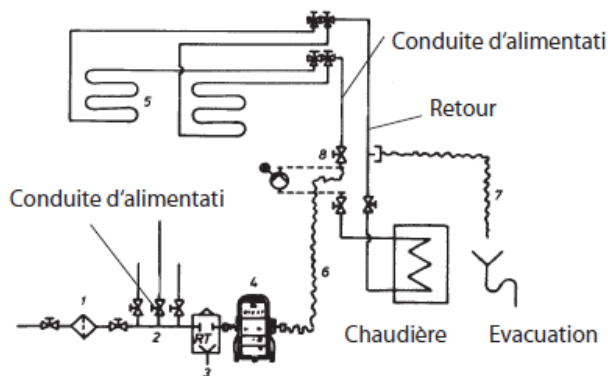 Conduite d'alimentati
Retour
5
8
Conduite d'alimentati
7
6
4
1
2
RT
3
Chaudière
Evacuation